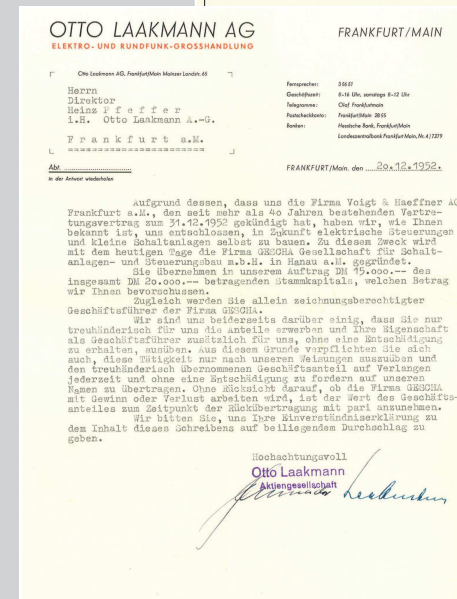 OTTO LAAKMANN AG
ELEKTRO- UND RUNDFUNK-GROSSHANDLUNG
FRANKFURT/MAIN
Otto Laakmann AG, Frankfurt/Main Mainzer Landstr. 65
Herrn
Direktor
Heinz Pfeffer
i.H. Otto Laakmann A.-G.
Frankfurt a.M.
Fernsprecher: 33651
Geschäftszeit: 8-16 Uhr, samstags 8-12 Uhr
Telegramme: Olaf Frankfurtmain
Postscheckkonto: Frankfurt/Main 2855
Banken: Hessische Bank, Frankfurt/Main
Landeszentralbank Frankfurt Main, Nr. 4/7279
Abt.
In der Antwort wiederholen
FRANKFURT/Main. den 20.12.1952.
Aufgrund dessen, dass uns die Firma Voigt & Haeffner AG
Frankfurt a.M., den seit mehr als 4o Jahren bestehenden Vertre-
tungsvertrag zum 31.12.1952 gekündigt hat, haben wir, wie Ihnen
bekannt ist, uns entschlossen, in Zukunft elektrische Steuerungen
und kleine Schaltanlagen selbst zu bauen. Zu diesem Zweck wird
mit dem heutigen Tage die Firma GESCHA Gesellschaft für Schalt-
anlagen- und Steuerungsbau m.b.H. in Hanau a.M. gegründet.
Sie übernehmen in unserem Auftrag DM 15.ooo.-- des
insgesamt DM 2o.ooo.-- betragenden Stammkapitals, welchen Betrag
wir Ihnen bevorschussen.
Zugleich werden Sie allein zeichnungsberechtigter
Geschäftsführer der Firma GESCHA.
Wir sind uns beiderseits darüber einig, dass Sie nur
treuhänderisch für uns die Anteile erwerben und Ihre Eigenschaft
als Geschäftsführer zusätzlich für uns, ohne eine Entschädigung
zu erhalten, ausüben. Aus diesem Grunde verpflichten Sie sich
auch, diese Tätigkeit nur nach unseren Weisungen auszuüben und
den treuhänderisch übernommenen Geschäftsanteil auf Verlangen
jederzeit und ohne eine Entschädigung zu fordern auf unseren
Namen zu übertragen. Ohne Rücksicht darauf, ob die Firma GESCHA
mit Gewinn oder Verlust arbeiten wird, ist der Wert des Geschäfts-
anteiles zum Zeitpunkt der Rückübertragung mit pari anzunehmen.
Wir bitten Sie, uns Ihre Einverständniserklärung zu
dem Inhalt dieses Schreibens auf beiliegendem Durchschlag zu
geben.
Hochachtungsvoll
Otto Laakmann
Aktiengesellschaft